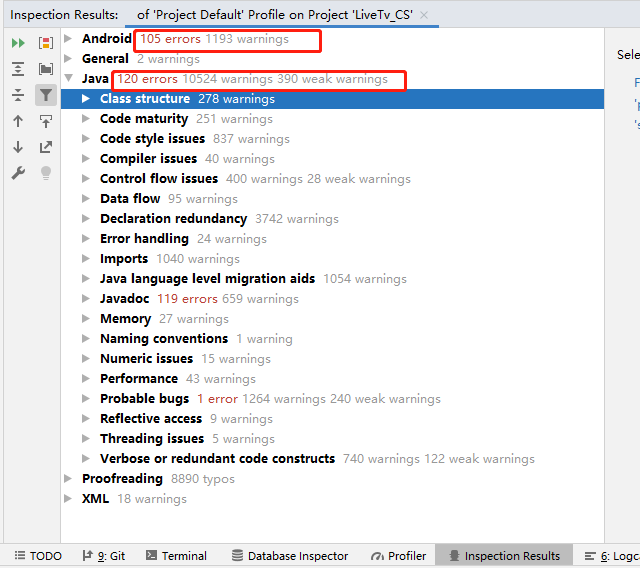 Inspection Results: of 'Project Default' Profile on Project 'LiveTv_CS' ×
Android 105 errors 1193 warnings
General 2 warnings
Java 120 errors 10524 warnings 390 weak warnings
Class structure 278 warnings
Code maturity 251 warnings
Code style issues 837 warnings
Compiler issues 40 warnings
Control flow issues 400 warnings 28 weak warnings
Data flow 95 warnings
Declaration redundancy 3742 warnings
Error handling 24 warnings
Imports 1040 warnings
Java language level migration aids 1054 warnings
Javadoc 119 errors 659 warnings
Memory 27 warnings
Naming conventions 1 warning
Numeric issues 15 warnings
Performance 43 warnings
Probable bugs 1 error 1264 warnings 240 weak warnings
Reflective access 9 warnings
Threading issues 5 warnings
Verbose or redundant code constructs 740 warnings 122 weak warnings
Proofreading 8890 typos
XML 18 warnings
Sele
F
'p
's
TODO 9: Git Terminal Database Inspector Profiler Inspection Results 6: Logca